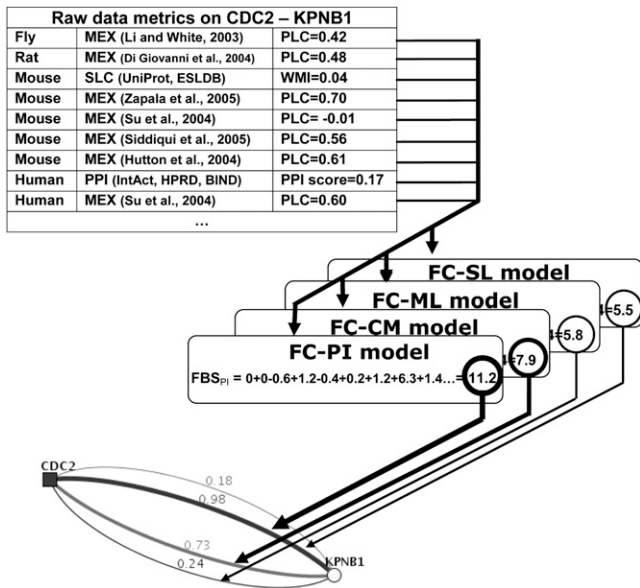 Raw data metrics on CDC2 – KPNB1
Fly MEX (Li and White, 2003) PLC=0.42
Rat MEX (Di Giovanni et al., 2004) PLC=0.48
Mouse SLC (UniProt, ESLDB) WMI=0.04
Mouse MEX (Zapala et al., 2005) PLC=0.70
Mouse MEX (Su et al., 2004) PLC= -0.01
Mouse MEX (Siddiqui et al., 2005) PLC=0.56
Mouse MEX (Hutton et al., 2004) PLC=0.61
Human PPI (IntAct, HPRD, BIND) PPI score=0.17
Human MEX (Su et al., 2004) PLC=0.60
...
FC-SL model
4=5.5
FC-ML model
4=5.8
FC-CM model
4=7.9
FC-PI model
FBSPI = 0+0-0.6+1.2-0.4+0.2+1.2+6.3+1.4...=11.2
CDC2
0.18
0.98
0.73
0.24
KPNB1